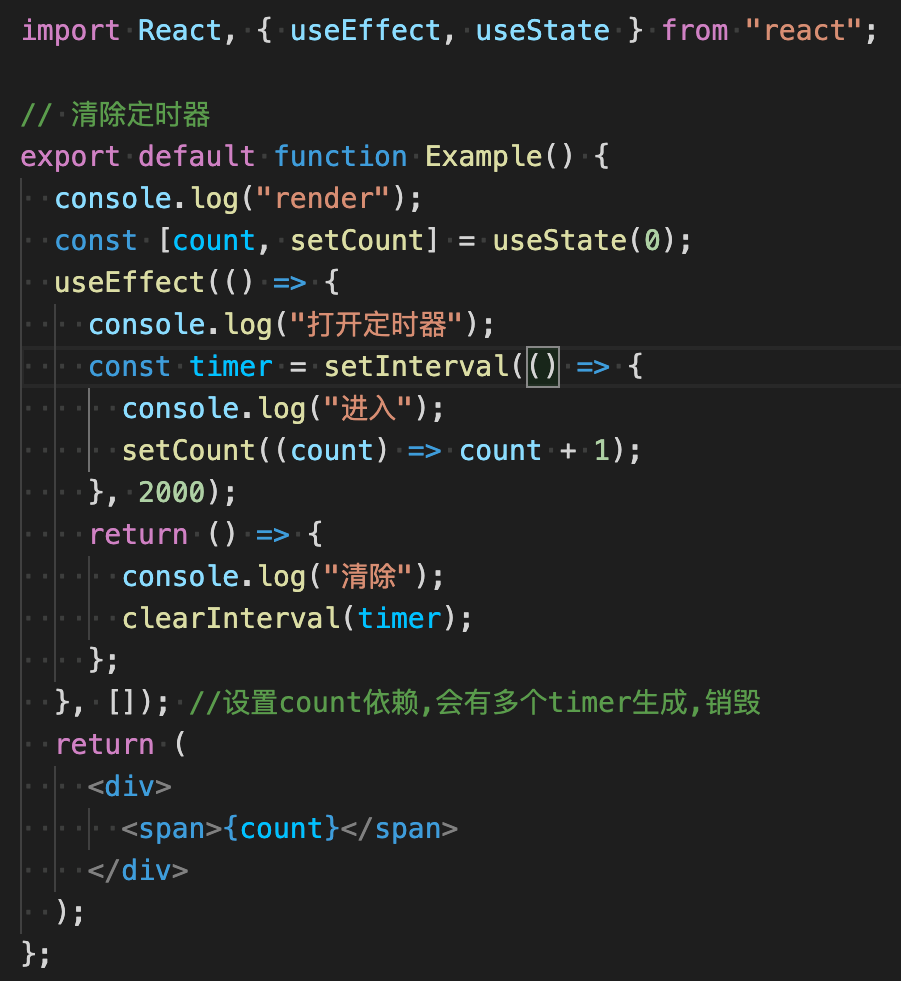 import React, { useEffect, useState } from "react";

// 清除定时器
export default function Example() {
  console.log("render");
  const [count, setCount] = useState(0);
  useEffect(() => {
    console.log("打开定时器");
    const timer = setInterval(() => {
      console.log("进入");
      setCount((count) => count + 1);
    }, 2000);
    return () => {
      console.log("清除");
      clearInterval(timer);
    };
  }, []); //设置count依赖,会有多个timer生成,销毁
  return (
    <div>
      <span>{count}</span>
    </div>
  );
};